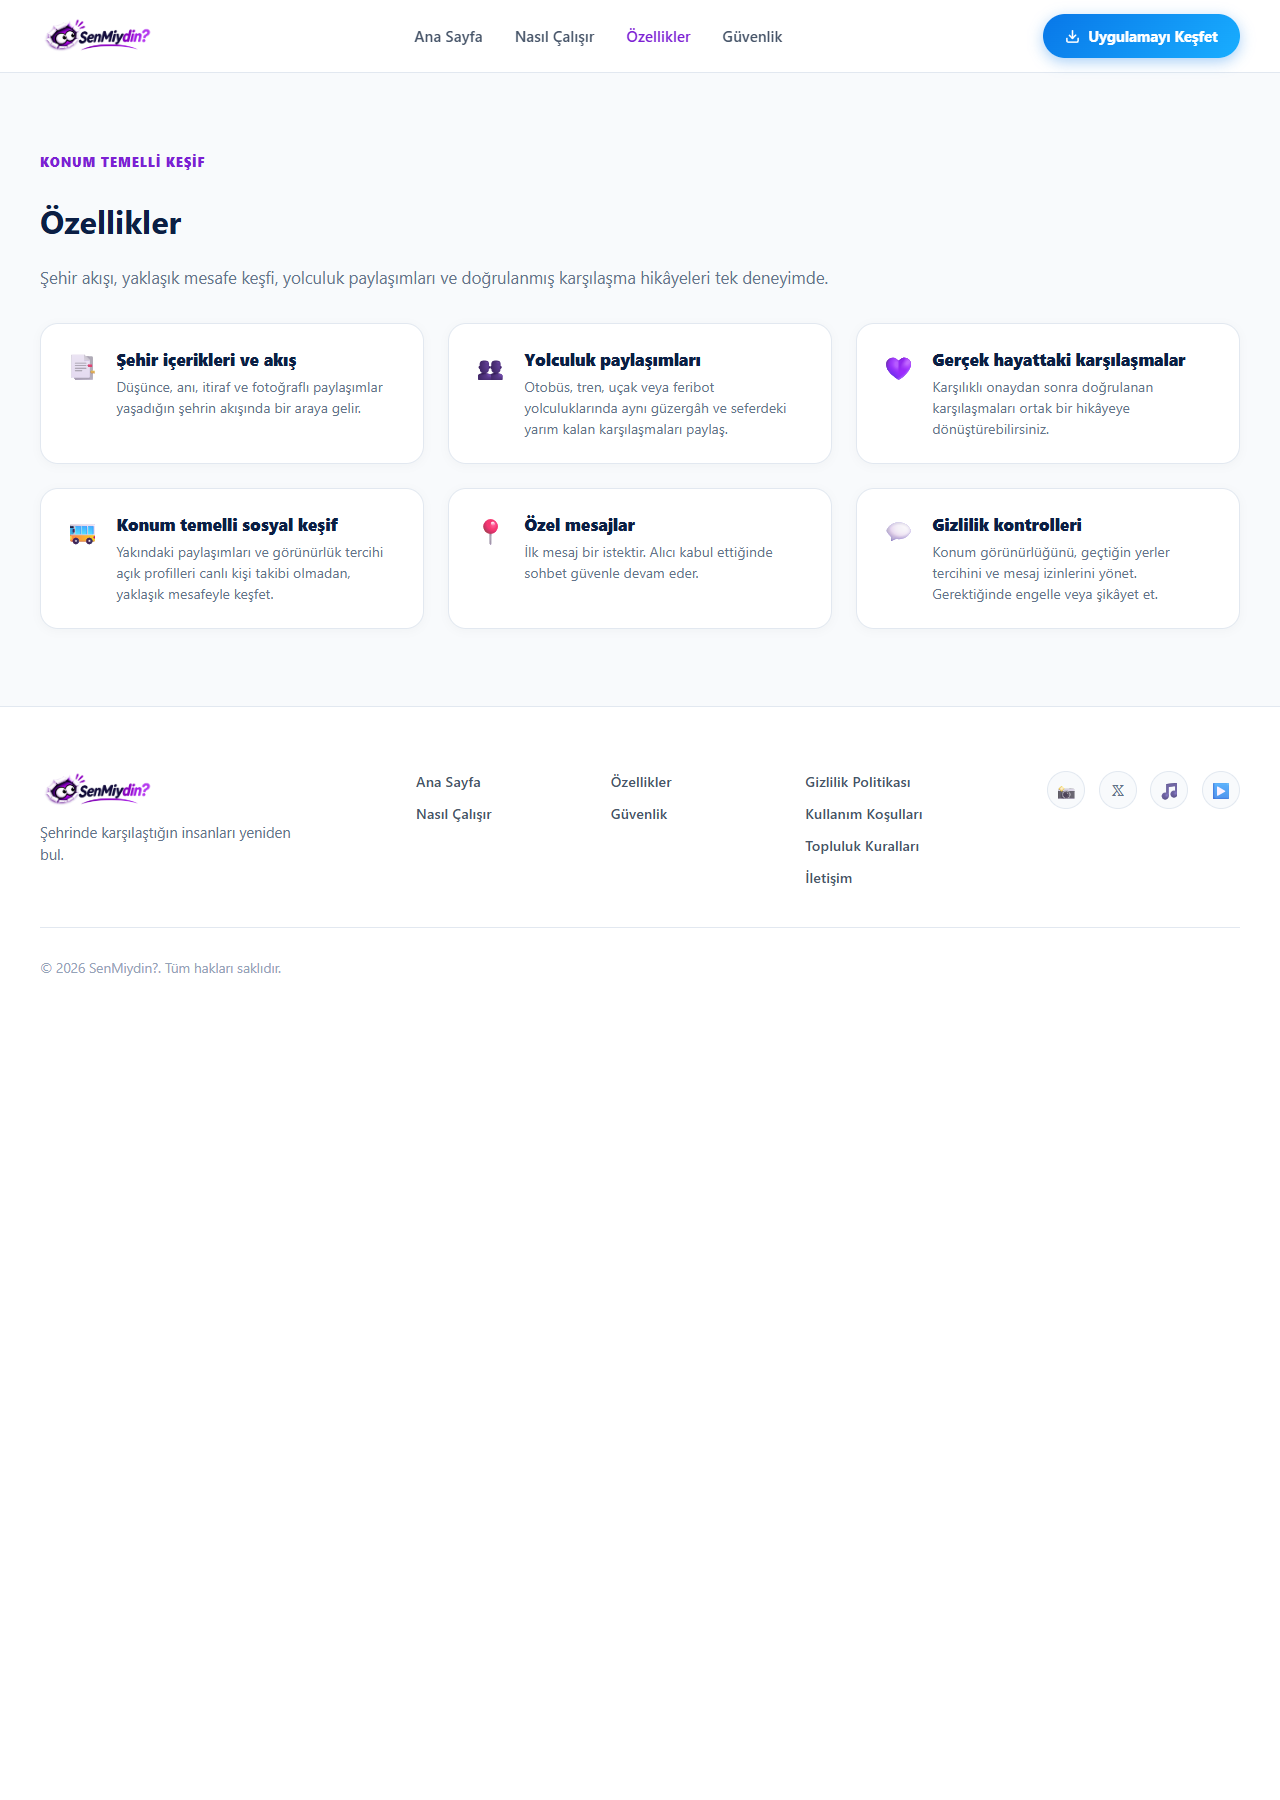 SenMiydin?
Ana Sayfa
Nasıl Çalışır
Özellikler
Güvenlik
Uygulamayı Keşfet
KONUM TEMELLİ KEŞİF
Özellikler
Şehir akışı, yaklaşık mesafe keşfi, yolculuk paylaşımları ve doğrulanmış karşılaşma hikâyeleri tek deneyimde.
Şehir içerikleri ve akış
Düşünce, anı, itiraf ve fotoğraflı paylaşımlar
yaşadığın şehrin akışında bir araya gelir.
Yolculuk paylaşımları
Otobüs, tren, uçak veya feribot
yolculuklarında aynı güzergâh ve seferdeki
yarım kalan karşılaşmaları paylaş.
Gerçek hayattaki karşılaşmalar
Karşılıklı onaydan sonra doğrulanan
karşılaşmaları ortak bir hikâyeye
dönüştürebilirsiniz.
Konum temelli sosyal keşif
Yakındaki paylaşımları ve görünürlük tercihi
açık profilleri canlı kişi takibi olmadan,
yaklaşık mesafeyle keşfet.
Özel mesajlar
İlk mesaj bir istektir. Alıcı kabul ettiğinde
sohbet güvenle devam eder.
Gizlilik kontrolleri
Konum görünürlüğünü, geçtiğin yerler
tercihini ve mesaj izinlerini yönet.
Gerektiğinde engelle veya şikâyet et.
SenMiydin?
Şehrinde karşılaştığın insanları yeniden
bul.
Ana Sayfa
Nasıl Çalışır
Özellikler
Güvenlik
Gizlilik Politikası
Kullanım Koşulları
Topluluk Kuralları
İletişim
𝕏
© 2026 SenMiydin?. Tüm hakları saklıdır.